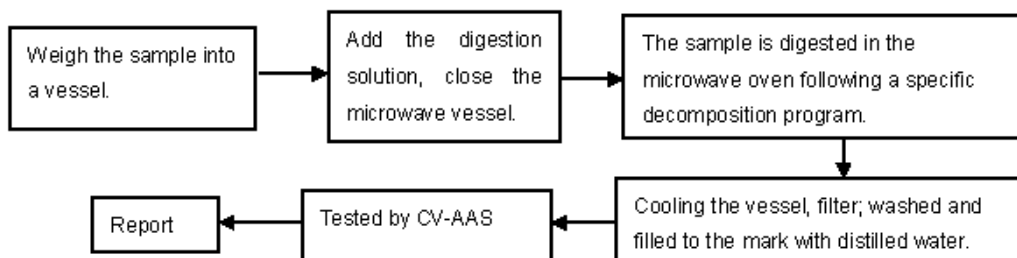 Weigh the sample into
a vessel.
Add the digestion
solution, close the
microwave vessel.
The sample is digested in the
microwave oven following a specific
decomposition program.
Cooling the vessel, filter; washed and
filled to the mark with distilled water.
Tested by CV-AAS
Report